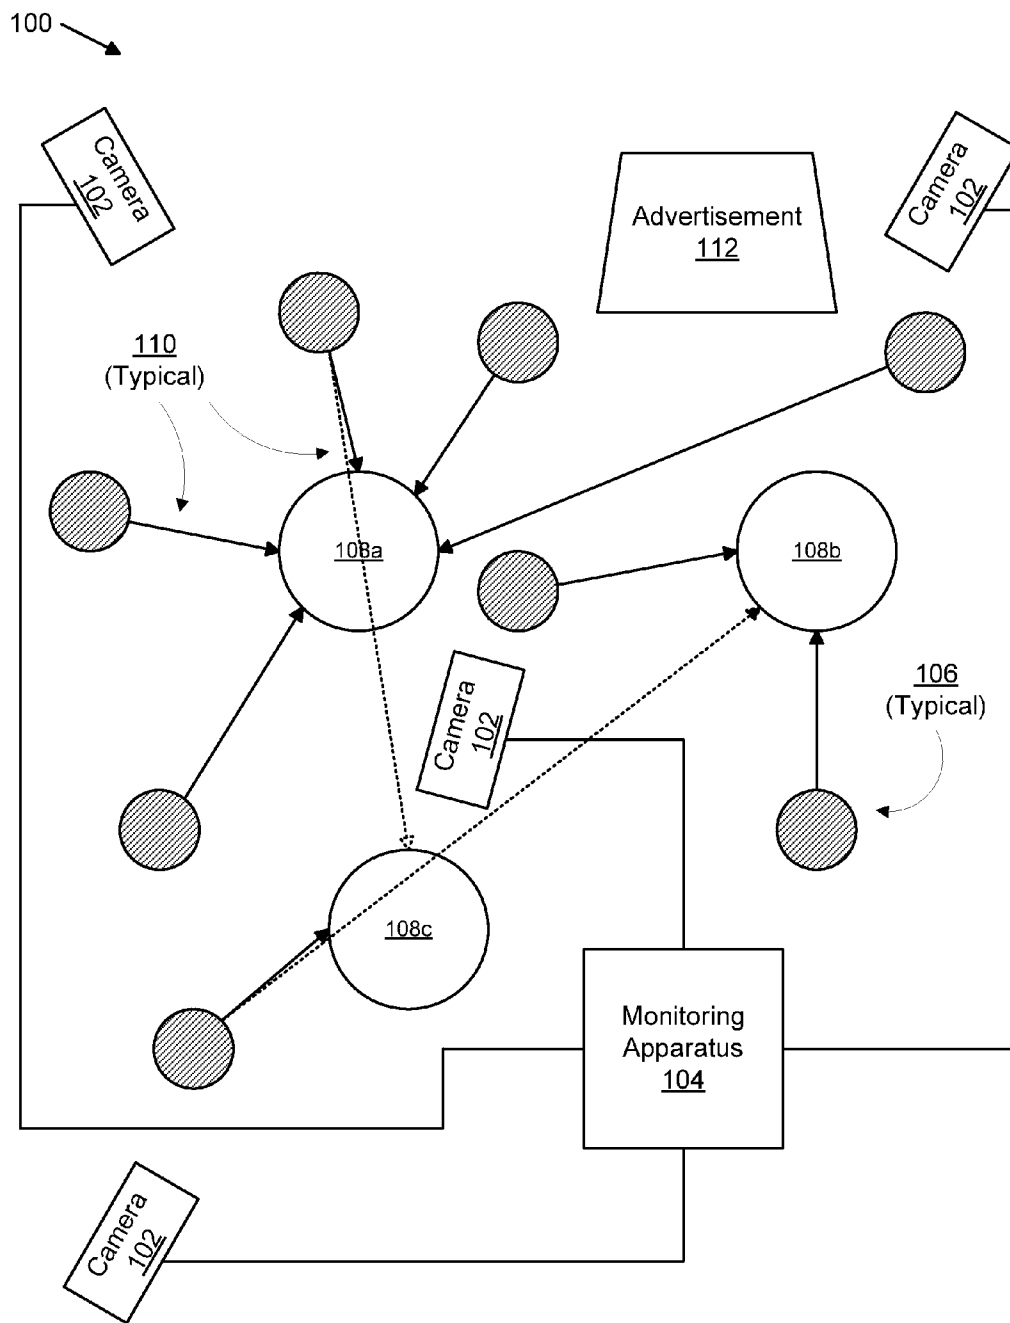 100
Camera
102
Camera
102
Advertisement
112
110
(Typical)
108a
108b
106
(Typical)
Camera
102
108c
Monitoring
Apparatus
104
Camera
102